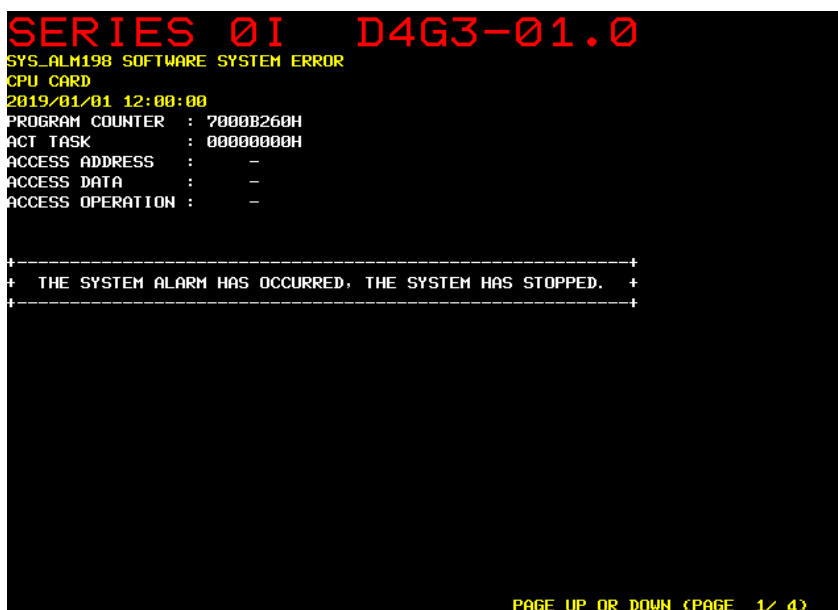 SERIES 0I D4G3-01.0
SYS_ALM198 SOFTWARE SYSTEM ERROR
CPU CARD
2019/01/01 12:00:00
PROGRAM COUNTER : 7000B260H
ACT TASK : 00000000H
ACCESS ADDRESS : -
ACCESS DATA : -
ACCESS OPERATION : -
+----------------------------------------------------------+
+ THE SYSTEM ALARM HAS OCCURRED, THE SYSTEM HAS STOPPED. +
+----------------------------------------------------------+
PAGE UP OR DOWN (PAGE 1/ 4)